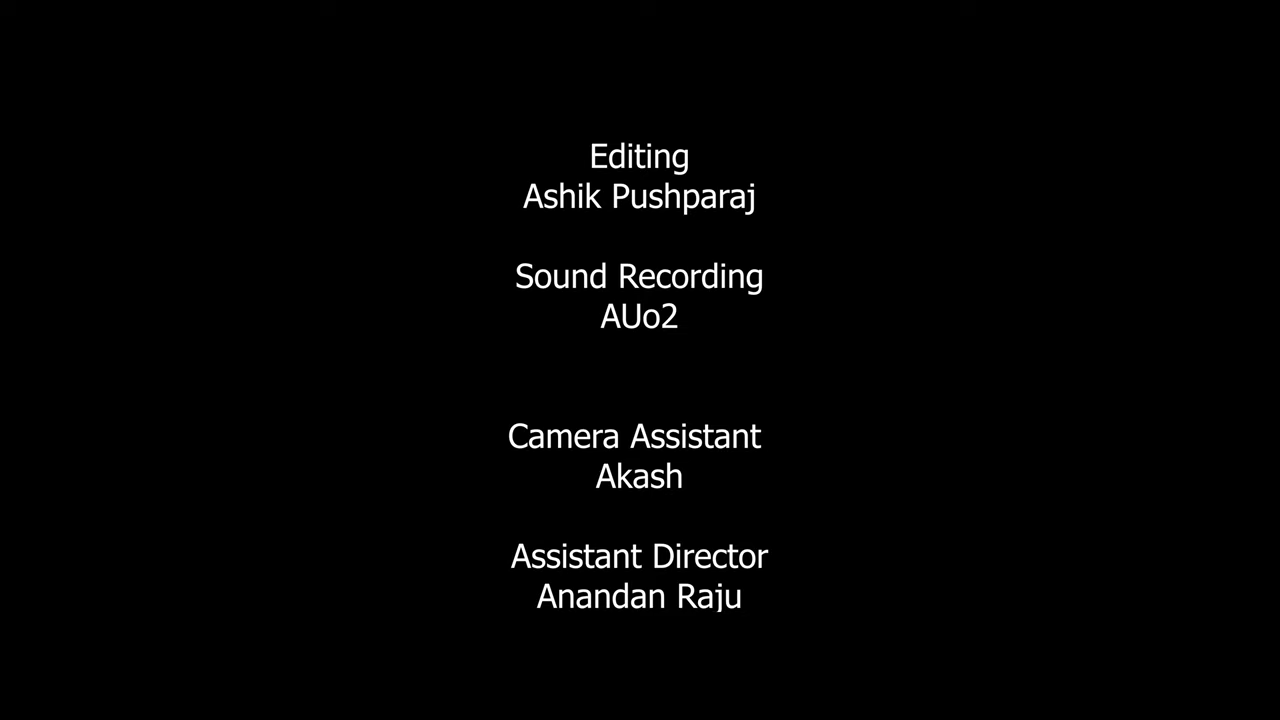 Editing
Ashik Pushparaj
Sound Recording
AUo2
Camera Assistant
Akash
Assistant Director
Anandan Raju